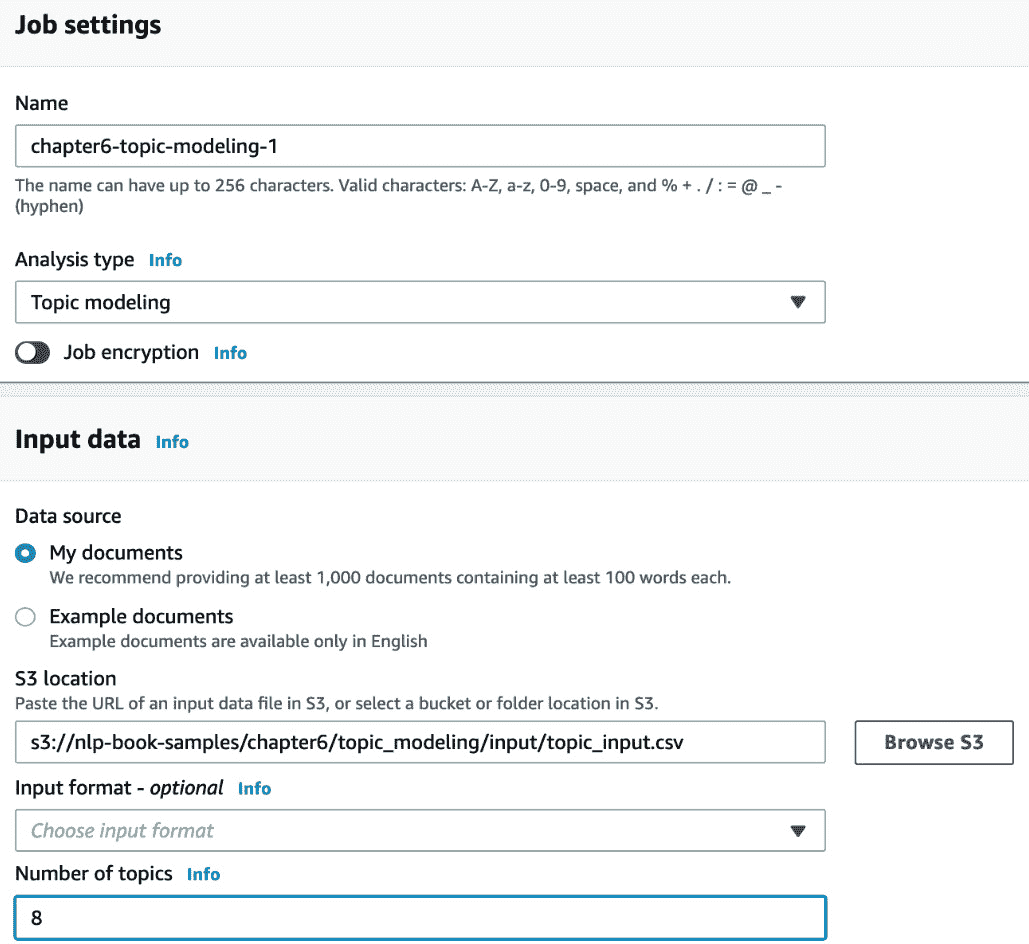 Job settings
Name
chapter6-topic-modeling-1
The name can have up to 256 characters. Valid characters: A-Z, a-z, 0-9, space, and % + . / : = @ _ -
(hyphen)
Analysis type Info
Topic modeling
Job encryption Info
Input data Info
Data source
My documents
We recommend providing at least 1,000 documents containing at least 100 words each.
Example documents
Example documents are available only in English
S3 location
Paste the URL of an input data file in S3, or select a bucket or folder location in S3.
s3://nlp-book-samples/chapter6/topic_modeling/input/topic_input.csv
Browse S3
Input format - optional Info
Choose input format
Number of topics Info
8